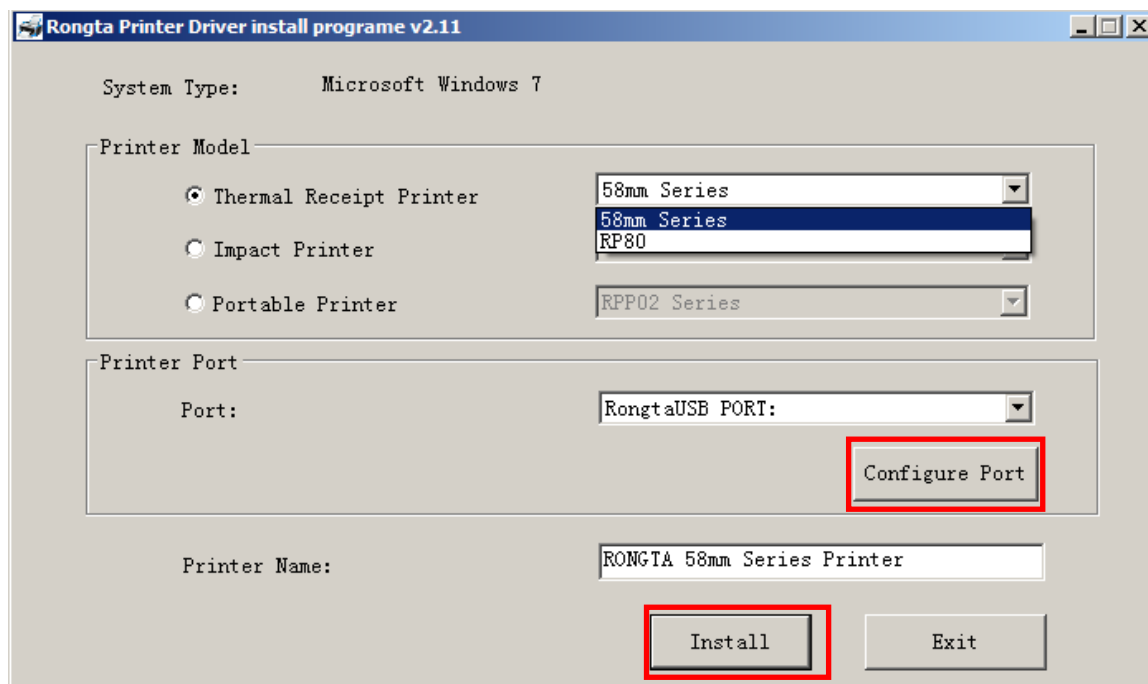 Rongta Printer Driver install programe v2.11
System Type: Microsoft Windows 7
Printer Model
Thermal Receipt Printer 58mm Series
58mm Series
RP80
Impact Printer
Portable Printer RPP02 Series
Printer Port
Port: RongtaUSB PORT:
Configure Port
Printer Name: RONGTA 58mm Series Printer
Install Exit